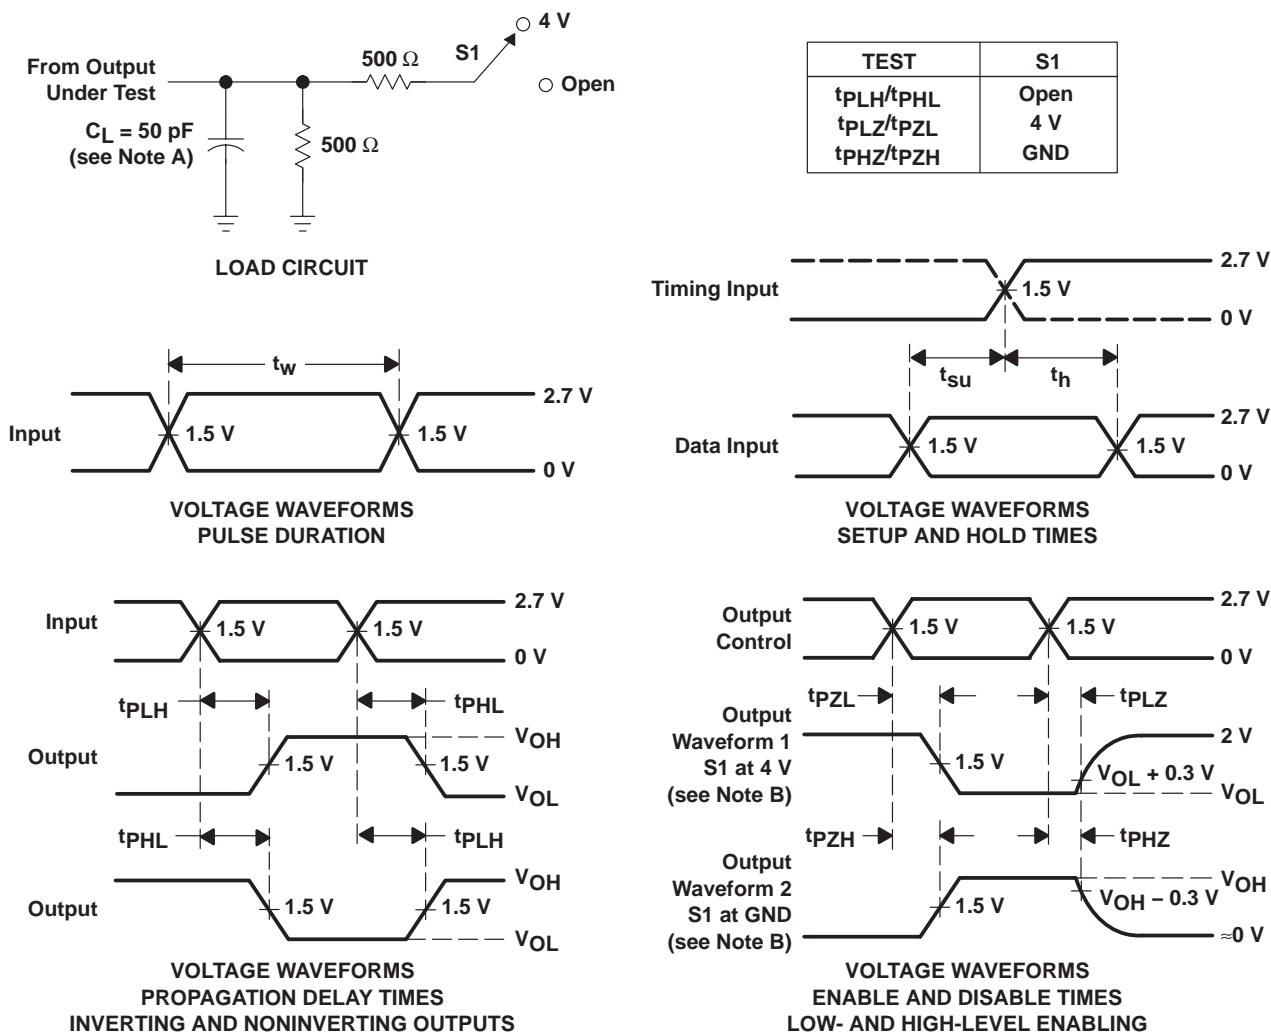 4 V
S1
500 Ω
From Output
Under Test
Open
CL = 50 pF
(see Note A)
500 Ω
LOAD CIRCUIT
TEST S1
tPLH/tPHL Open
tPLZ/tPZL 4 V
tPHZ/tPZH GND
Timing Input
1.5 V
2.7 V
0 V
tw
Input
1.5 V
1.5 V
2.7 V
0 V
VOLTAGE WAVEFORMS
PULSE DURATION
tsu
th
Data Input
1.5 V
1.5 V
2.7 V
0 V
VOLTAGE WAVEFORMS
SETUP AND HOLD TIMES
Input
1.5 V
1.5 V
2.7 V
0 V
tPLH
tPHL
Output
1.5 V
1.5 V
VOH
VOL
tPHL
tPLH
Output
1.5 V
1.5 V
VOH
VOL
VOLTAGE WAVEFORMS
PROPAGATION DELAY TIMES
INVERTING AND NONINVERTING OUTPUTS
Output
Control
1.5 V
1.5 V
2.7 V
0 V
tPZL
tPLZ
Output
Waveform 1
S1 at 4 V
(see Note B)
1.5 V
2 V
VOL + 0.3 V
VOL
tPZH
tPHZ
Output
Waveform 2
S1 at GND
(see Note B)
1.5 V
VOH
VOH − 0.3 V
≈0 V
VOLTAGE WAVEFORMS
ENABLE AND DISABLE TIMES
LOW- AND HIGH-LEVEL ENABLING